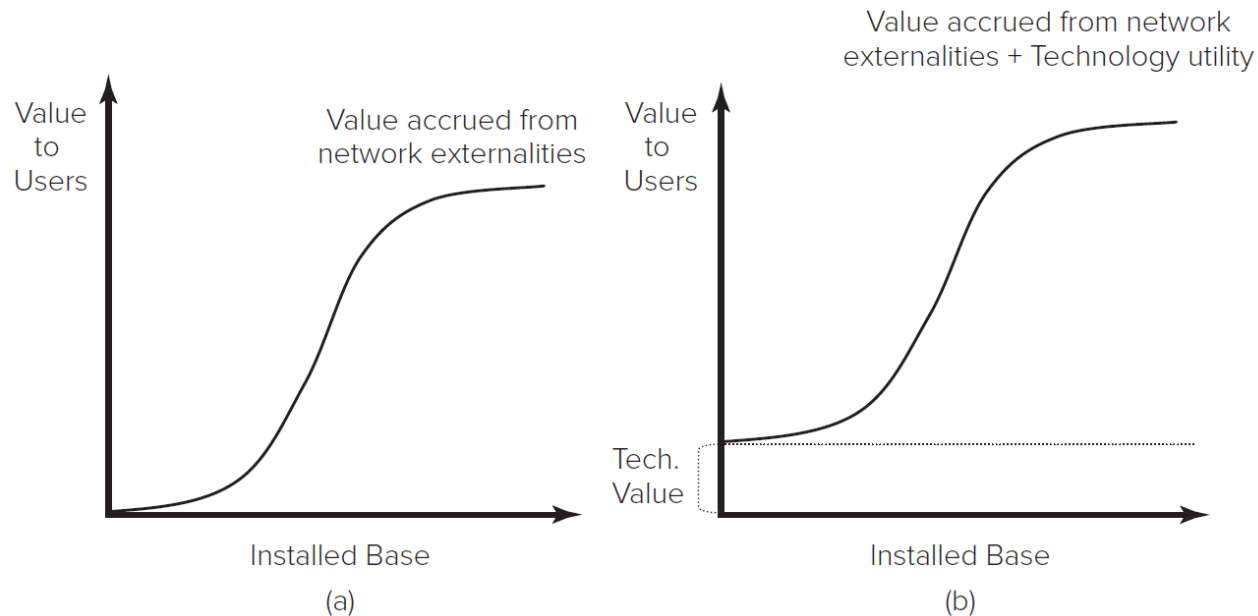 Value
to
Users
Value accrued from
network externalities
Installed Base
(a)
Value accrued from network
externalities + Technology utility
Value
to
Users
Tech.
Value
Installed Base
(b)